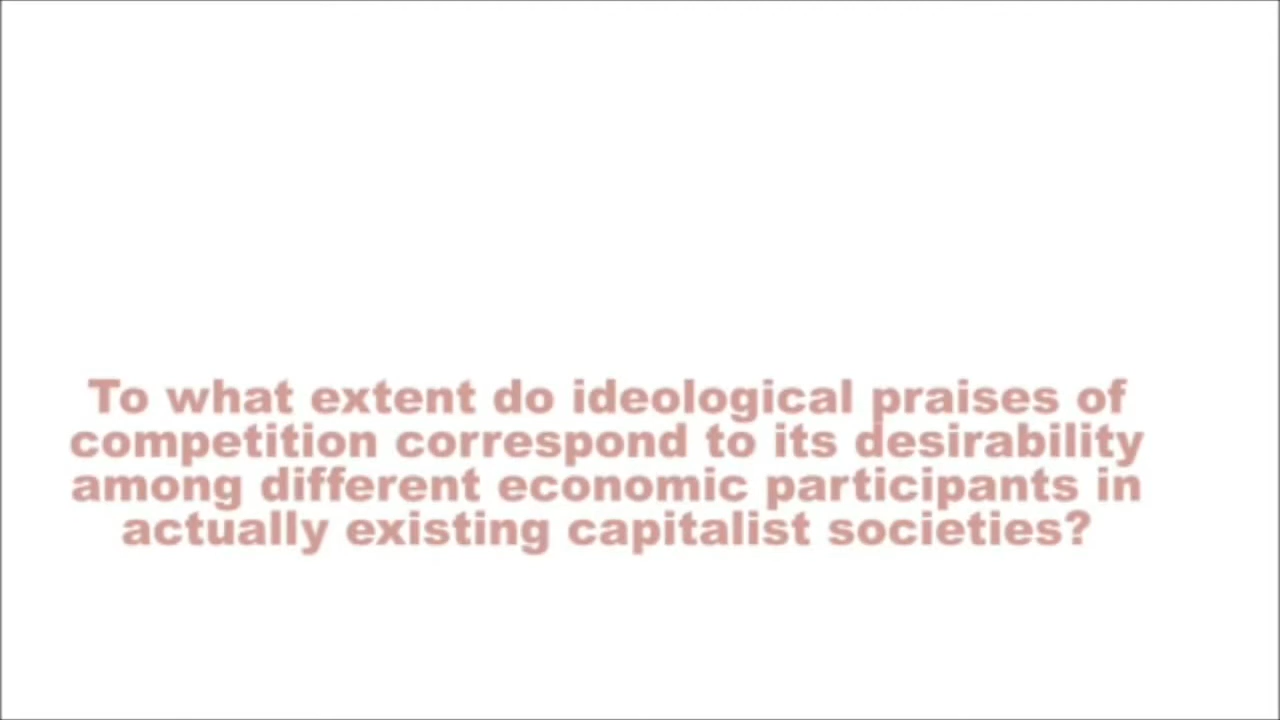 To what extent do ideological praises of
competition correspond to its desirability
among different economic participants in
actually existing capitalist societies?